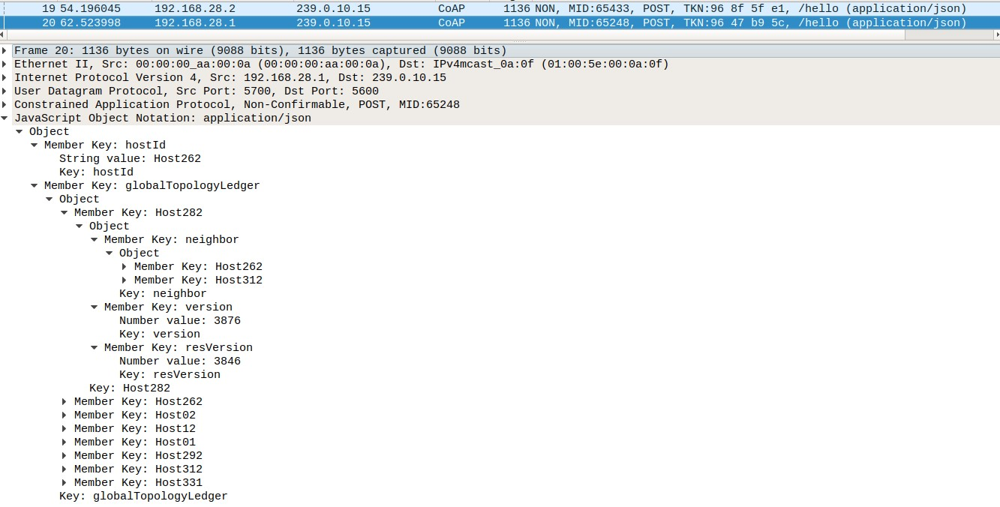 19 54.196045 192.168.28.2 239.0.10.15 CoAP 1136 NON, MID:65433, POST, TKN:96 8f 5f e1, /hello (application/json)
20 62.523998 192.168.28.1 239.0.10.15 CoAP 1136 NON, MID:65248, POST, TKN:96 47 b9 5c, /hello (application/json)
Frame 20: 1136 bytes on wire (9088 bits), 1136 bytes captured (9088 bits)
Ethernet II, Src: 00:00:00_aa:00:0a (00:00:00:aa:00:0a), Dst: IPv4mcast_0a:0f (01:00:5e:00:0a:0f)
Internet Protocol Version 4, Src: 192.168.28.1, Dst: 239.0.10.15
User Datagram Protocol, Src Port: 5700, Dst Port: 5600
Constrained Application Protocol, Non-Confirmable, POST, MID:65248
JavaScript Object Notation: application/json
Object
Member Key: hostId
String value: Host262
Key: hostId
Member Key: globalTopologyLedger
Object
Member Key: Host282
Object
Member Key: neighbor
Object
Member Key: Host262
Member Key: Host312
Key: neighbor
Member Key: version
Number value: 3876
Key: version
Member Key: resVersion
Number value: 3846
Key: resVersion
Key: Host282
Member Key: Host262
Member Key: Host02
Member Key: Host12
Member Key: Host01
Member Key: Host292
Member Key: Host312
Member Key: Host331
Key: globalTopologyLedger